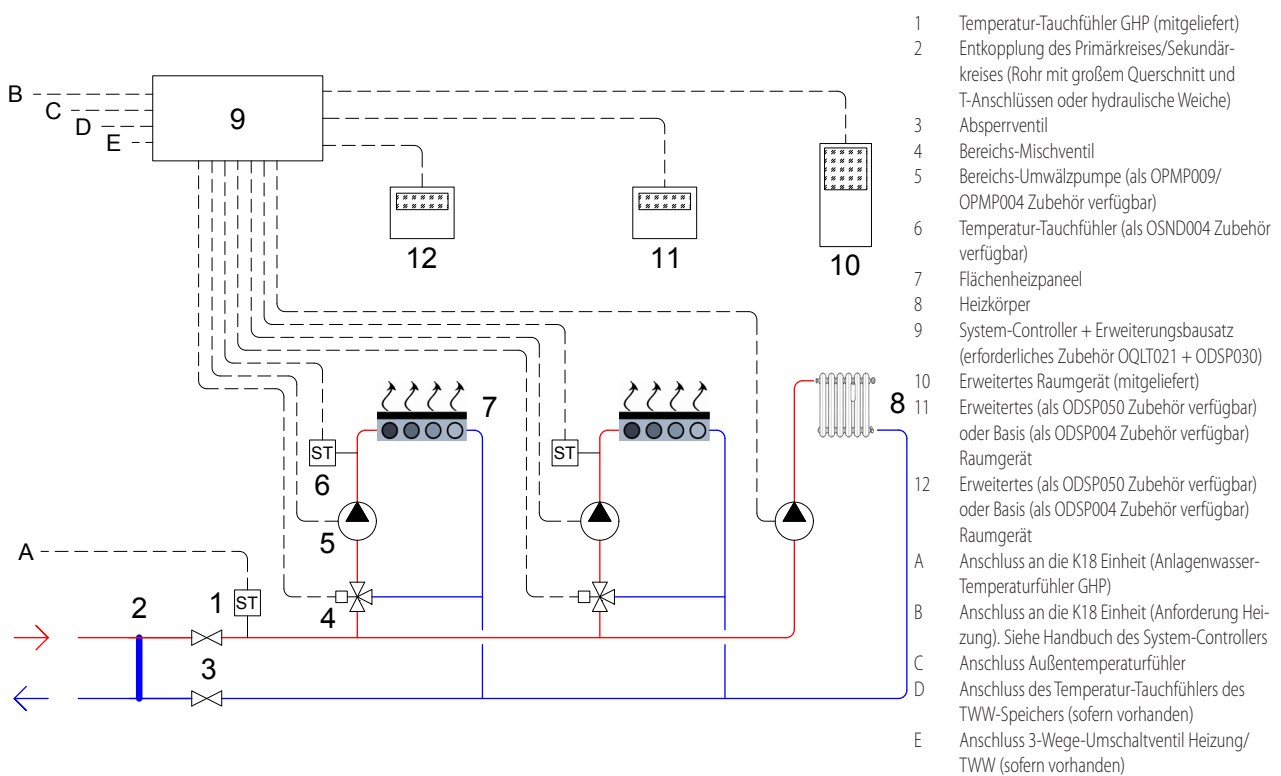 B
C
D
E
9
12
11
10
ST
6
7
ST
8
5
4
A
1
ST
2
3
1 Temperatur-Tauchfühler GHP (mitgeliefert)
2 Entkopplung des Primärkreises/Sekundär-
kreises (Rohr mit großem Querschnitt und
T-Anschlüssen oder hydraulische Weiche)
3 Absperrventil
4 Bereichs-Mischventil
5 Bereichs-Umwälzpumpe (als OPMP009/
OPMP004 Zubehör verfügbar)
6 Temperatur-Tauchfühler (als OSND004 Zubehör
verfügbar)
7 Flächenheizpaneel
8 Heizkörper
9 System-Controller + Erweiterungsbausatz
(erforderliches Zubehör OQLT021 + ODSP030)
10 Erweitertes Raumgerät (mitgeliefert)
11 Erweitertes (als ODSP050 Zubehör verfügbar)
oder Basis (als ODSP004 Zubehör verfügbar)
Raumgerät
12 Erweitertes (als ODSP050 Zubehör verfügbar)
oder Basis (als ODSP004 Zubehör verfügbar)
Raumgerät
A Anschluss an die K18 Einheit (Anlagenwasser-
Temperaturfühler GHP)
B Anschluss an die K18 Einheit (Anforderung Hei-
zung). Siehe Handbuch des System-Controllers
C Anschluss Außentemperaturfühler
D Anschluss des Temperatur-Tauchfühlers des
TWW-Speichers (sofern vorhanden)
E Anschluss 3-Wege-Umschaltventil Heizung/
TWW (sofern vorhanden)